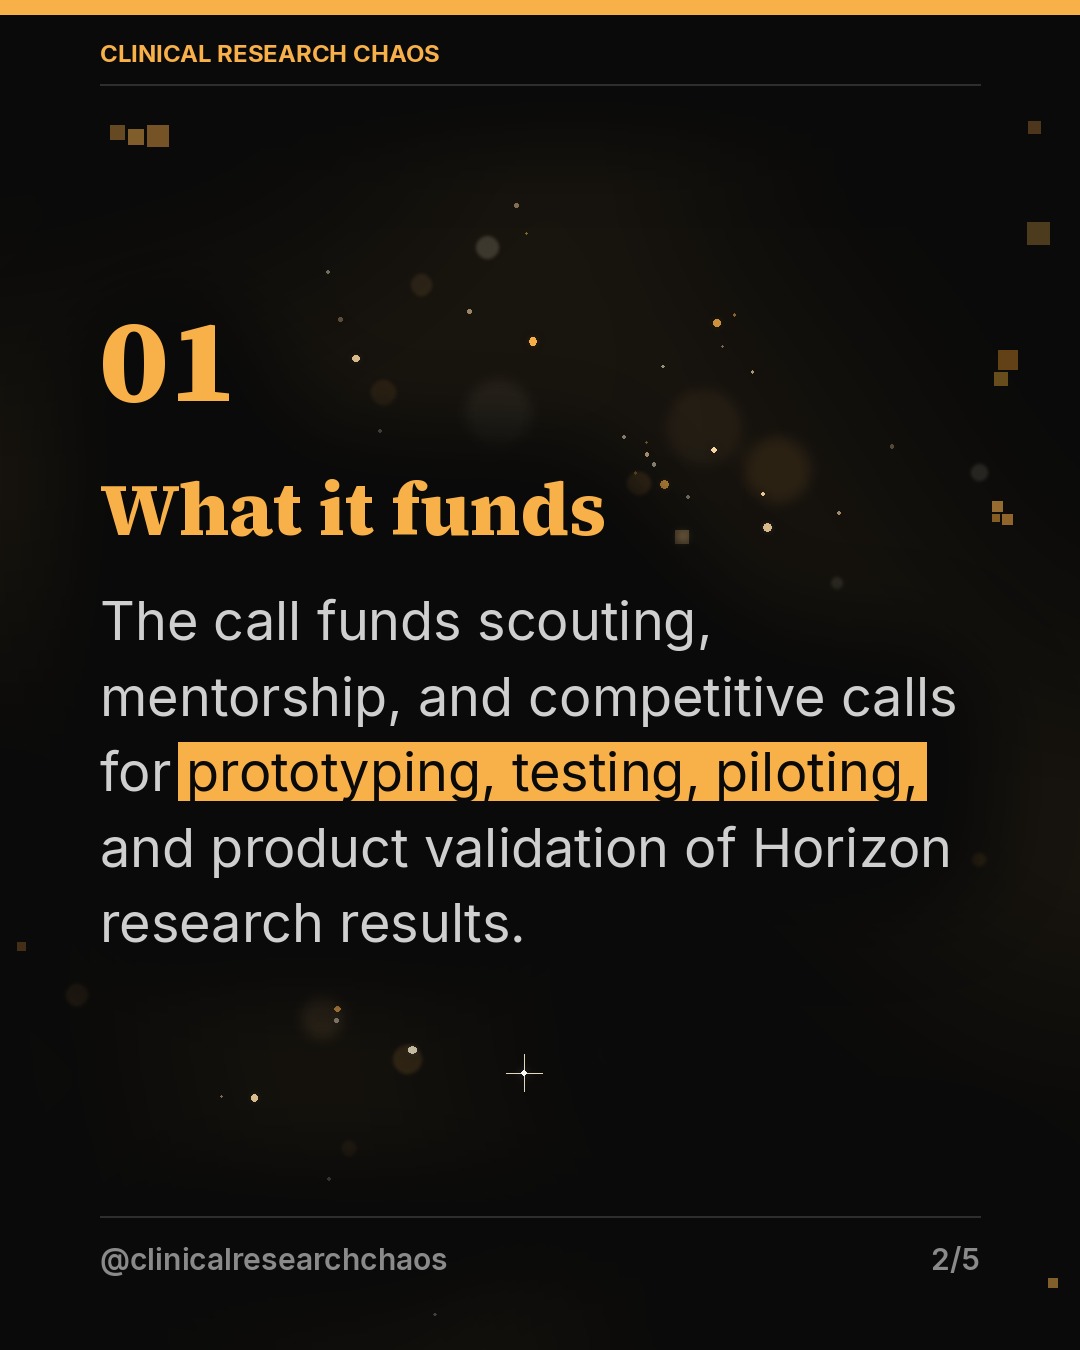 CLINICAL RESEARCH CHAOS
01
What it funds
The call funds scouting,
mentorship, and competitive calls
for prototyping, testing, piloting,
and product validation of Horizon
research results.
@clinicalresearchchaos
2/5